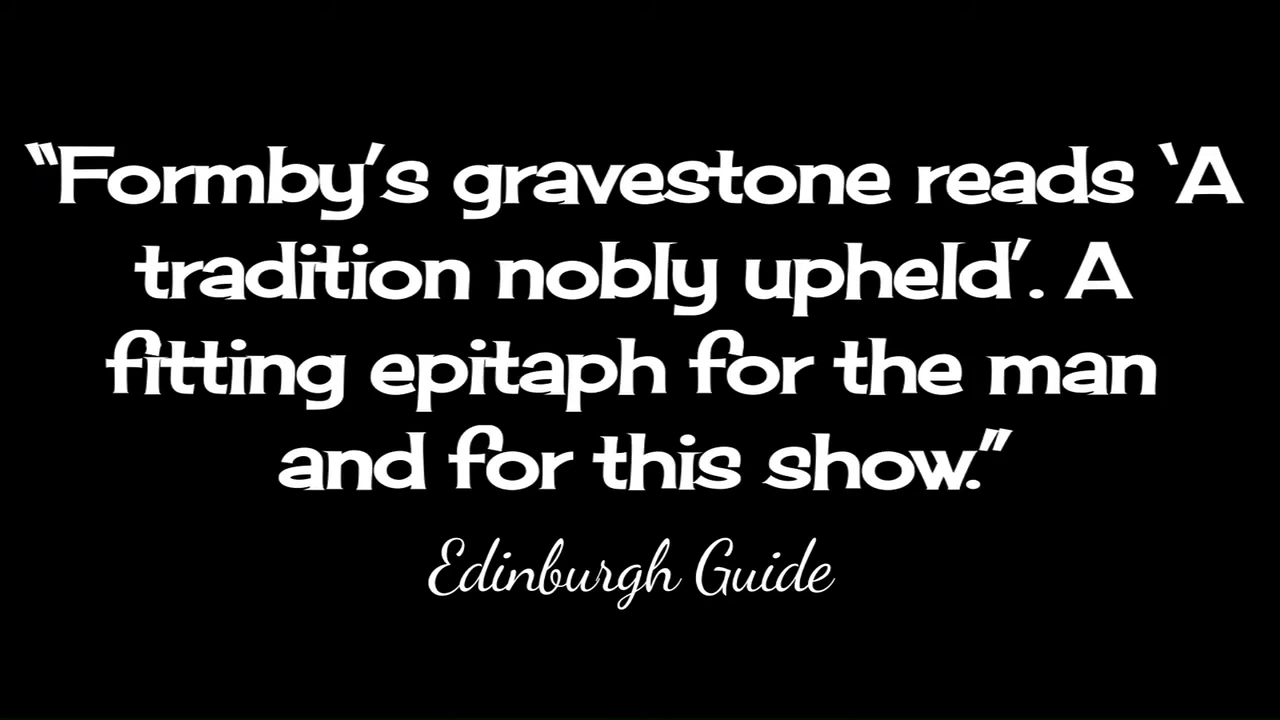 “Formby’s gravestone reads ‘A
tradition nobly upheld’. A
fitting epitaph for the man
and for this show.”
Edinburgh Guide